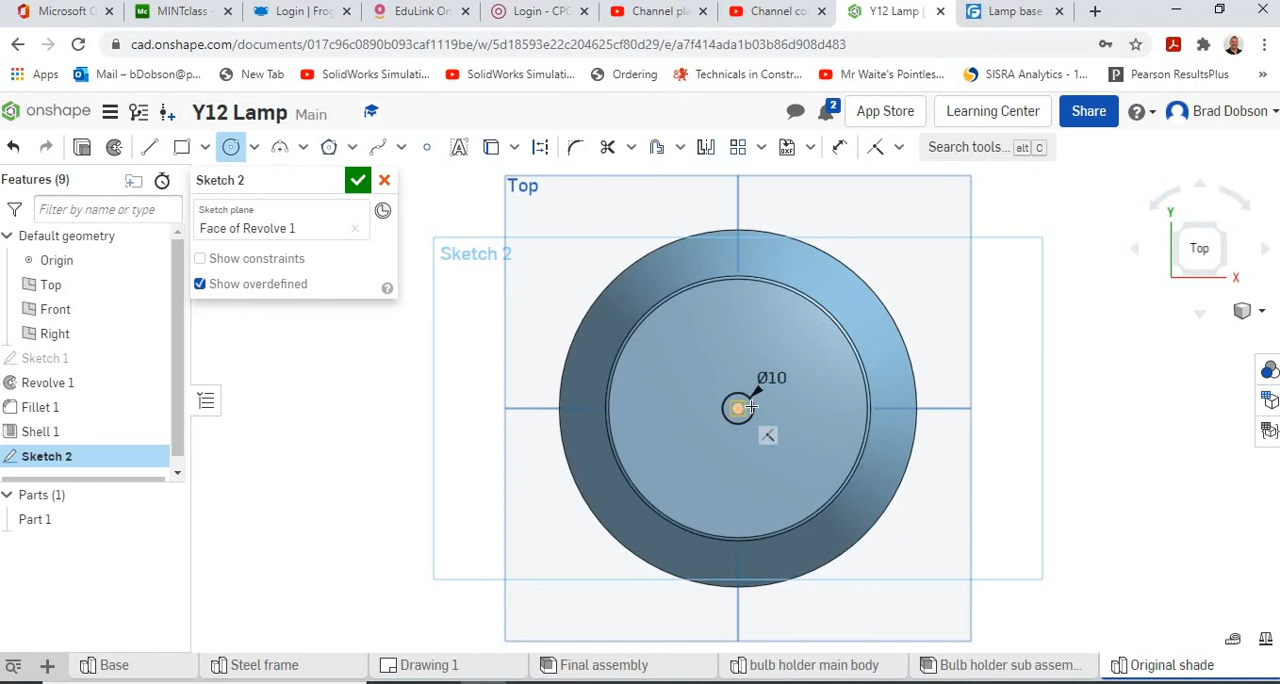 Microsoft O
MINTclass -
Login | Frog
EduLink On
Login - CPC
Channel pla
Channel co
Y12 Lamp |
Lamp base
cad.onshape.com/documents/017c96c0890b093caf1119be/w/5d18593e22c204625cf80d29/e/a7f414ada1b03b86d908d483
Apps
Mail – bDobson@p...
New Tab
SolidWorks Simulati...
SolidWorks Simulati...
Ordering
Technicals in Constr...
Mr Waite's Pointles...
SISRA Analytics - 1...
Pearson ResultsPlus
»
onshape
Y12 Lamp Main
2
App Store
Learning Center
Share
Brad Dobson
Search tools...
alt C
Features (9)
Filter by name or type
Default geometry
Origin
Top
Front
Right
Sketch 1
Revolve 1
Fillet 1
Shell 1
Sketch 2
Parts (1)
Part 1
Sketch 2
Sketch plane
Face of Revolve 1
Show constraints
Show overdefined
Top
Sketch 2
Ø10
Y
Top
X
Base
Steel frame
Drawing 1
Final assembly
bulb holder main body
Bulb holder sub assem...
Original shade